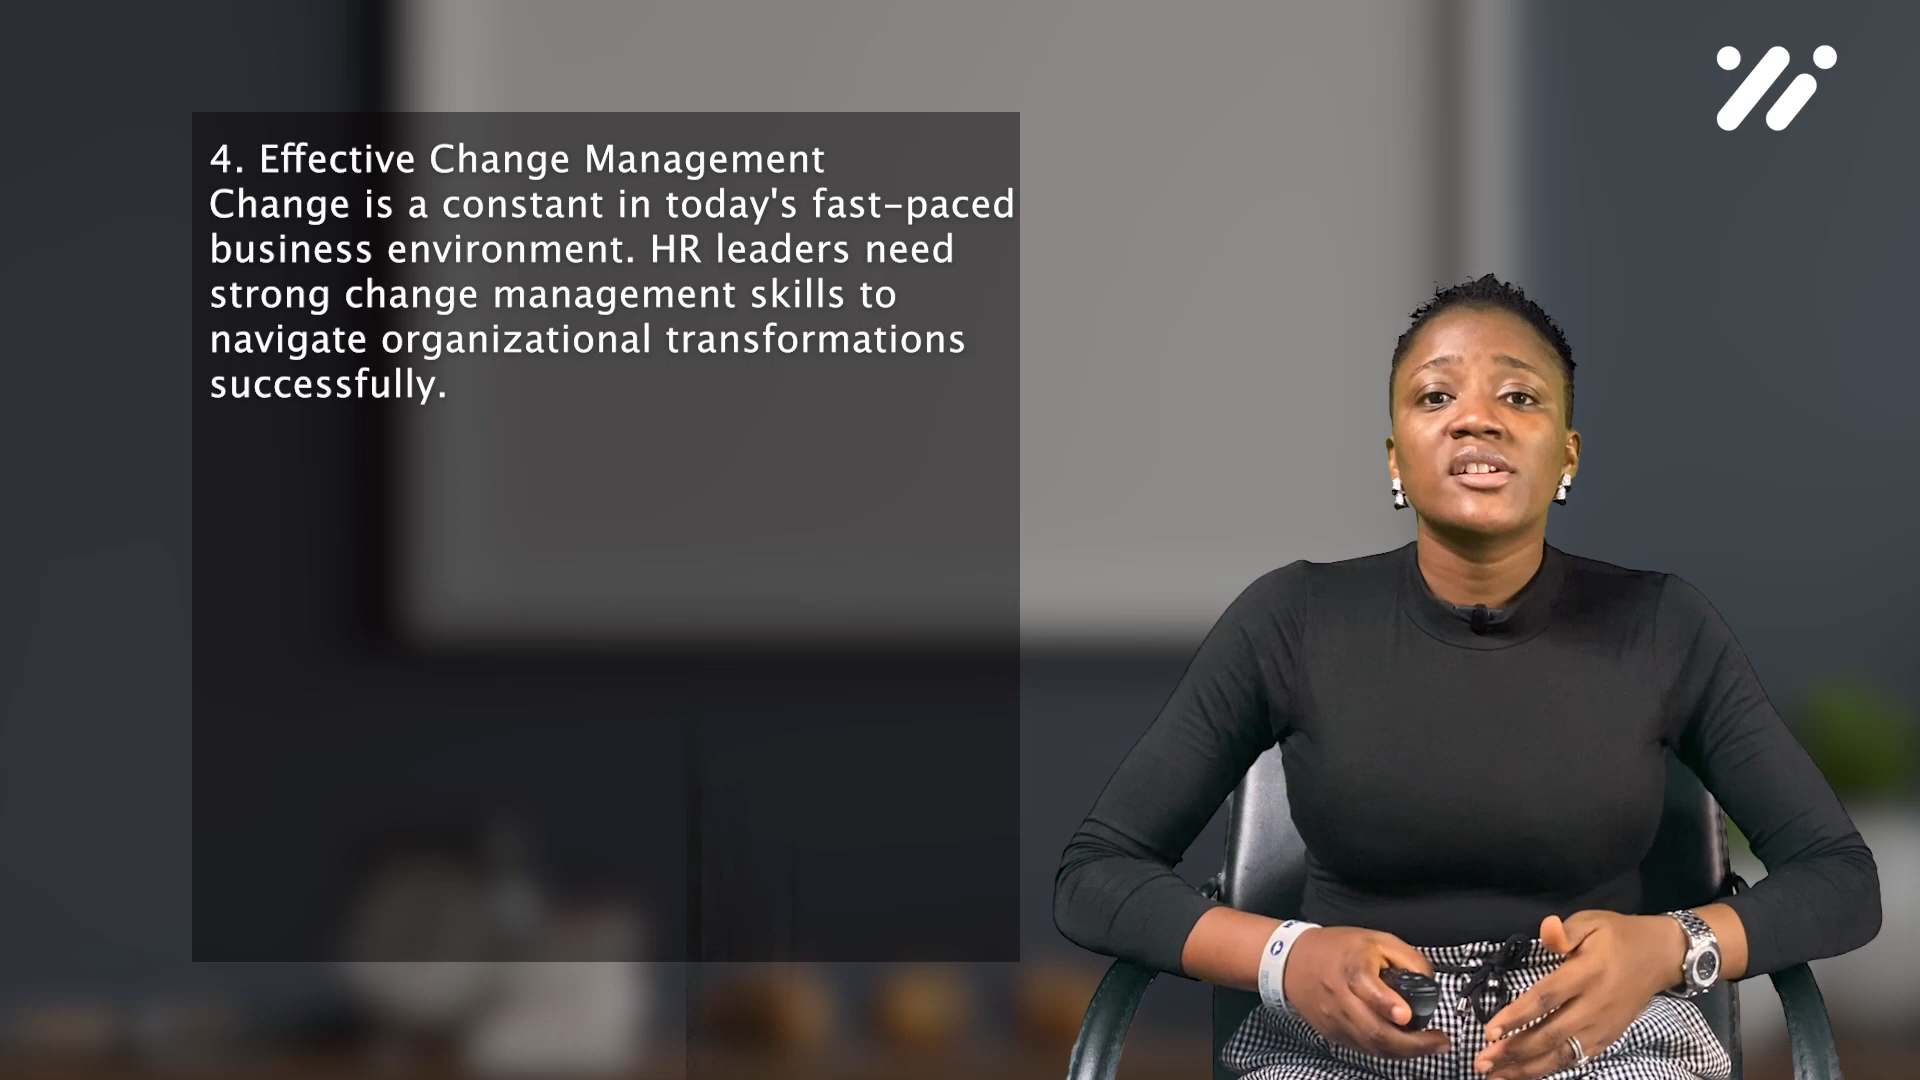 4. Effective Change Management
Change is a constant in today's fast-paced
business environment. HR leaders need
strong change management skills to
navigate organizational transformations
successfully.